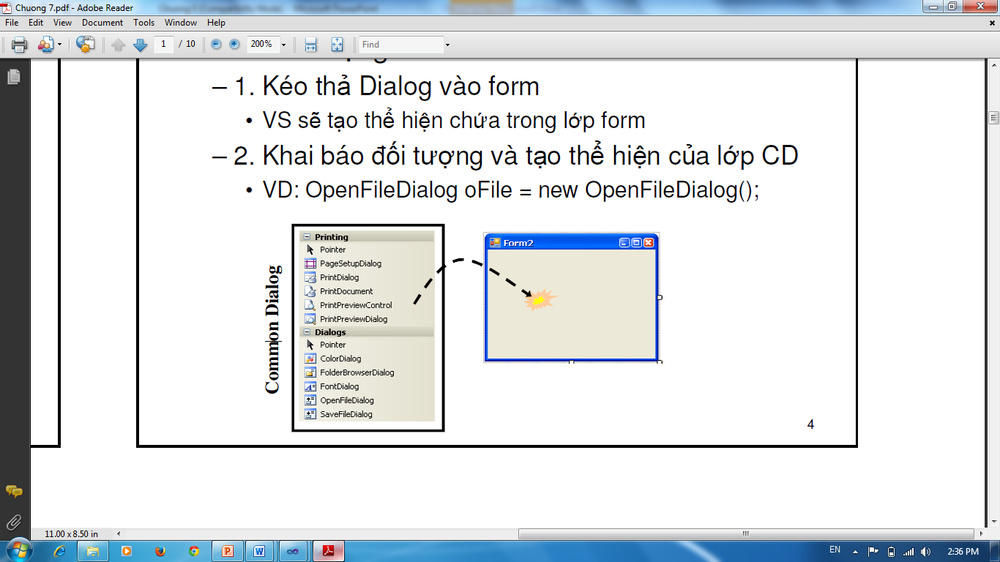 Chuong 7.pdf - Adobe Reader
File Edit View Document Tools Window Help
1 / 10 200% Find
– 1. Kéo thả Dialog vào form
• VS sẽ tạo thể hiện chứa trong lớp form
– 2. Khai báo đối tượng và tạo thể hiện của lớp CD
• VD: OpenFileDialog oFile = new OpenFileDialog();
Common Dialog
Printing
Pointer
PageSetupDialog
PrintDialog
PrintDocument
PrintPreviewControl
PrintPreviewDialog
Dialogs
Pointer
ColorDialog
FolderBrowserDialog
FontDialog
OpenFileDialog
SaveFileDialog
Form2
4
11.00 x 8.50 in
EN 2:36 PM